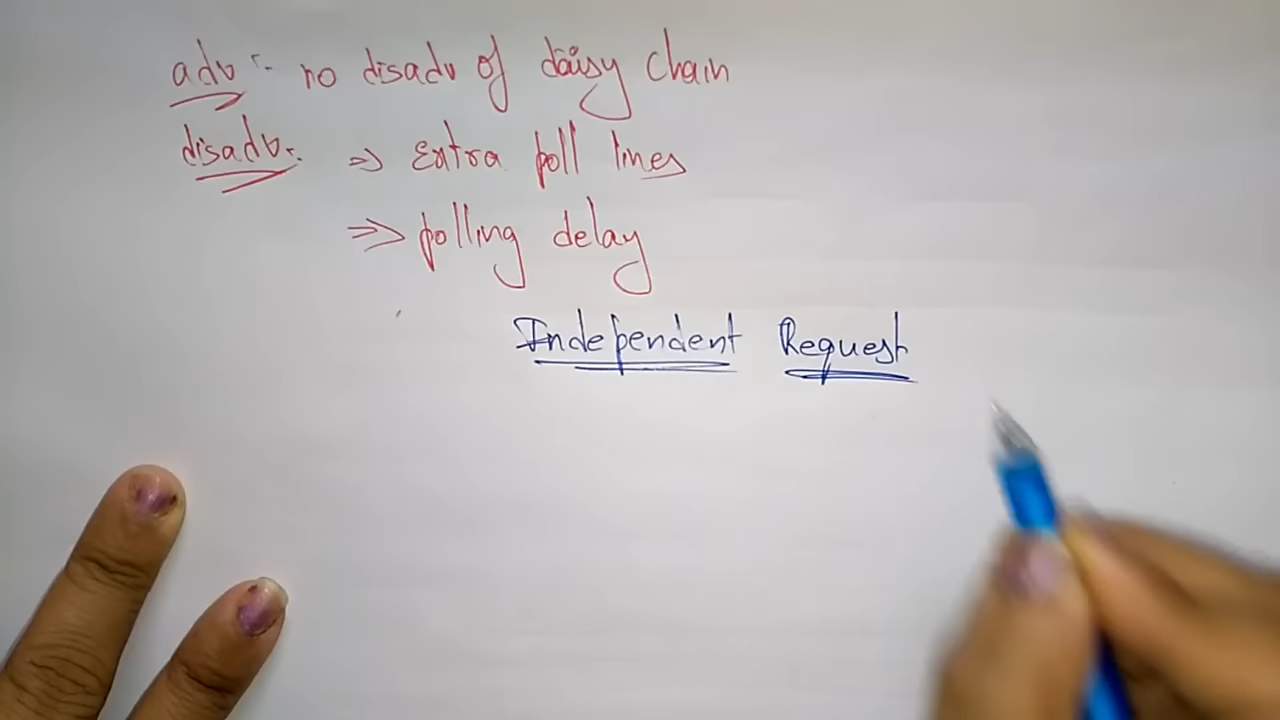 adv :- no disadv of daisy chain
disadv:- => Extra poll lines
=> polling delay
Independent Request